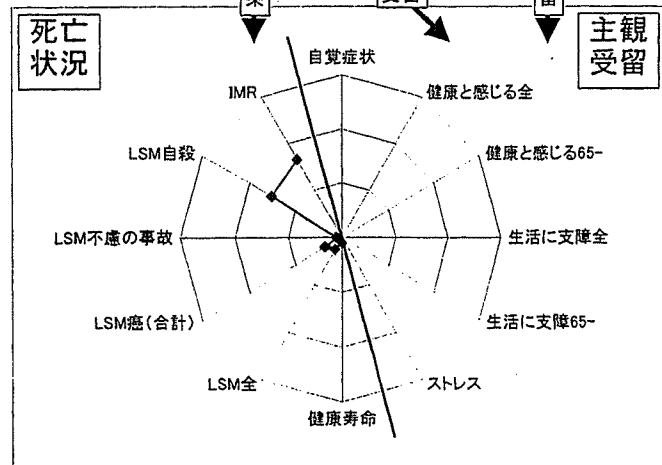 死亡
状況
主観
受留
自覚症状
IMR
健康と感じる全
LSM自殺
健康と感じる65-
LSM不慮の事故
生活に支障全
LSM癌(合計)
生活に支障65-
LSM全
ストレス
健康寿命